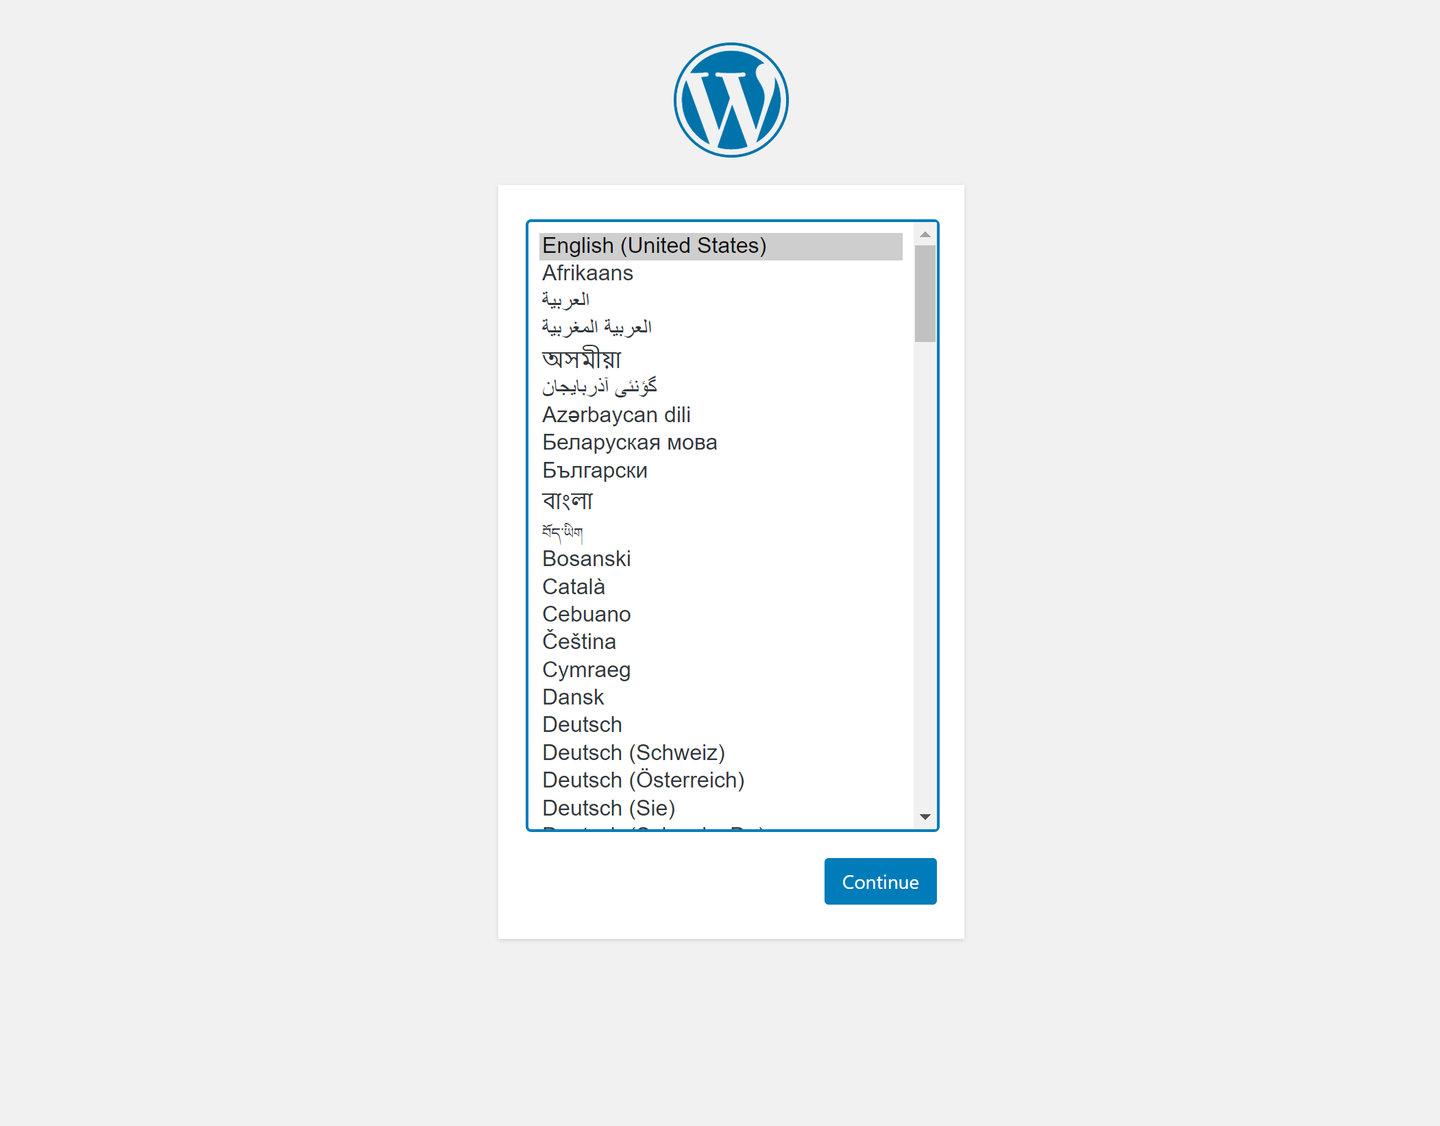 English (United States)
Afrikaans
العربية
العربية المغربية
অসমীয়া
گؤنئی آذربایجان
Azərbaycan dili
Беларуская мова
Български
বাংলা
བོད་ཡིག
Bosanski
Català
Cebuano
Čeština
Cymraeg
Dansk
Deutsch
Deutsch (Schweiz)
Deutsch (Österreich)
Deutsch (Sie)
Continue